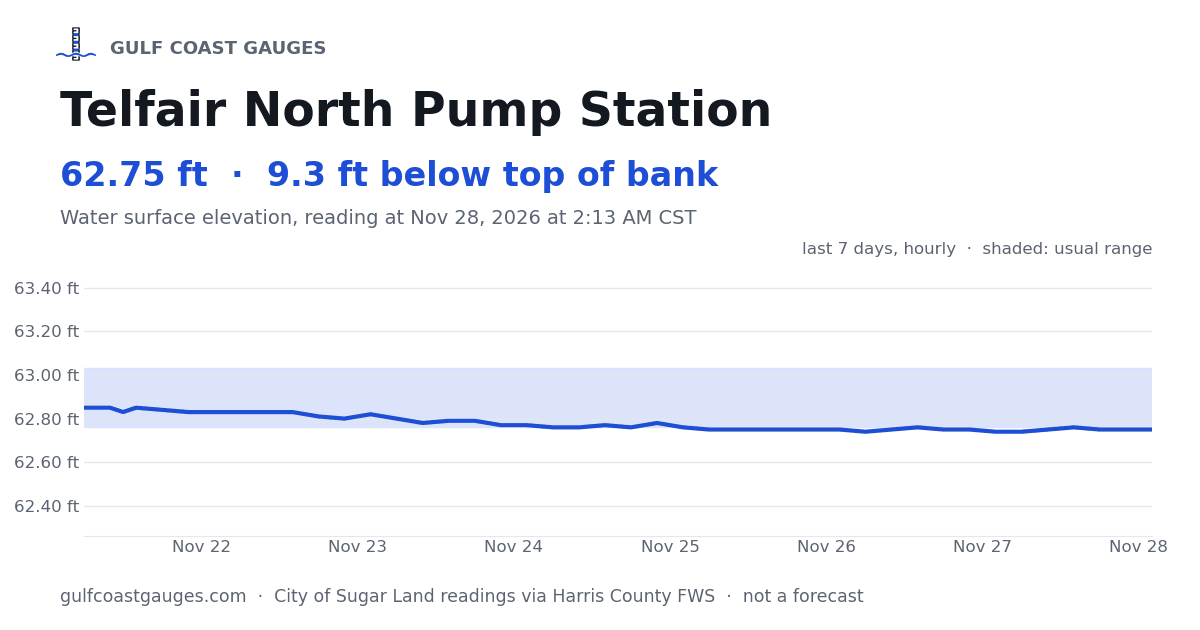 GULF COAST GAUGES
Telfair North Pump Station
62.75 ft · 9.3 ft below top of bank
Water surface elevation, reading at Nov 28, 2026 at 2:13 AM CST
last 7 days, hourly · shaded: usual range
63.40 ft
63.20 ft
63.00 ft
62.80 ft
62.60 ft
62.40 ft
Nov 22 Nov 23 Nov 24 Nov 25 Nov 26 Nov 27 Nov 28
gulfcoastgauges.com · City of Sugar Land readings via Harris County FWS · not a forecast